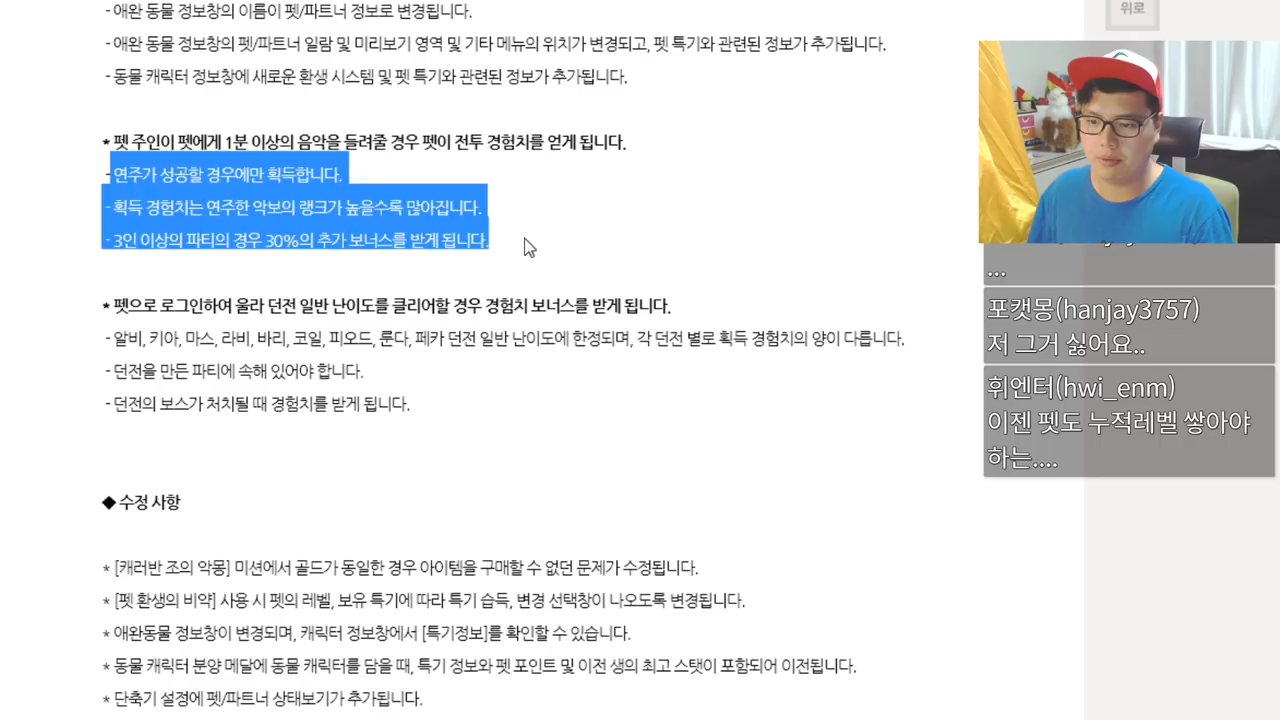 - 애완 동물 정보창의 이름이 펫/파트너 정보로 변경됩니다.
- 애완 동물 정보창의 펫/파트너 일람 및 미리보기 영역 및 기타 메뉴의 위치가 변경되고, 펫 특기와 관련된 정보가 추가됩니다.
- 동물 캐릭터 정보창에 새로운 환생 시스템 및 펫 특기와 관련된 정보가 추가됩니다.
* 펫 주인이 펫에게 1분 이상의 음악을 들려줄 경우 펫이 전투 경험치를 얻게 됩니다.
- 연주가 성공할 경우에만 획득합니다.
- 획득 경험치는 연주한 악보의 랭크가 높을수록 많아집니다.
- 3인 이상의 파티의 경우 30%의 추가 보너스를 받게 됩니다.
* 펫으로 로그인하여 울라 던전 일반 난이도를 클리어할 경우 경험치 보너스를 받게 됩니다.
- 알비, 키아, 마스, 라비, 바리, 코일, 피오드, 룬다, 페카 던전 일반 난이도에 한정되며, 각 던전 별로 획득 경험치의 양이 다릅니다.
- 던전을 만든 파티에 속해 있어야 합니다.
- 던전의 보스가 처치될 때 경험치를 받게 됩니다.
◆ 수정 사항
* [캐러반 조의 악몽] 미션에서 골드가 동일한 경우 아이템을 구매할 수 없던 문제가 수정됩니다.
* [펫 환생의 비약] 사용 시 펫의 레벨, 보유 특기에 따라 특기 습득, 변경 선택창이 나오도록 변경됩니다.
* 애완동물 정보창이 변경되며, 캐릭터 정보창에서 [특기정보]를 확인할 수 있습니다.
* 동물 캐릭터 분양 메달에 동물 캐릭터를 담을 때, 특기 정보와 펫 포인트 및 이전 생의 최고 스탯이 포함되어 이전됩니다.
* 단축기 설정에 펫/파트너 상태보기가 추가됩니다.
위로
...
포캣몽(hanjay3757)
저 그거 싫어요..
휘엔터(hwi_enm)
이젠 펫도 누적레벨 쌓아야
하는....